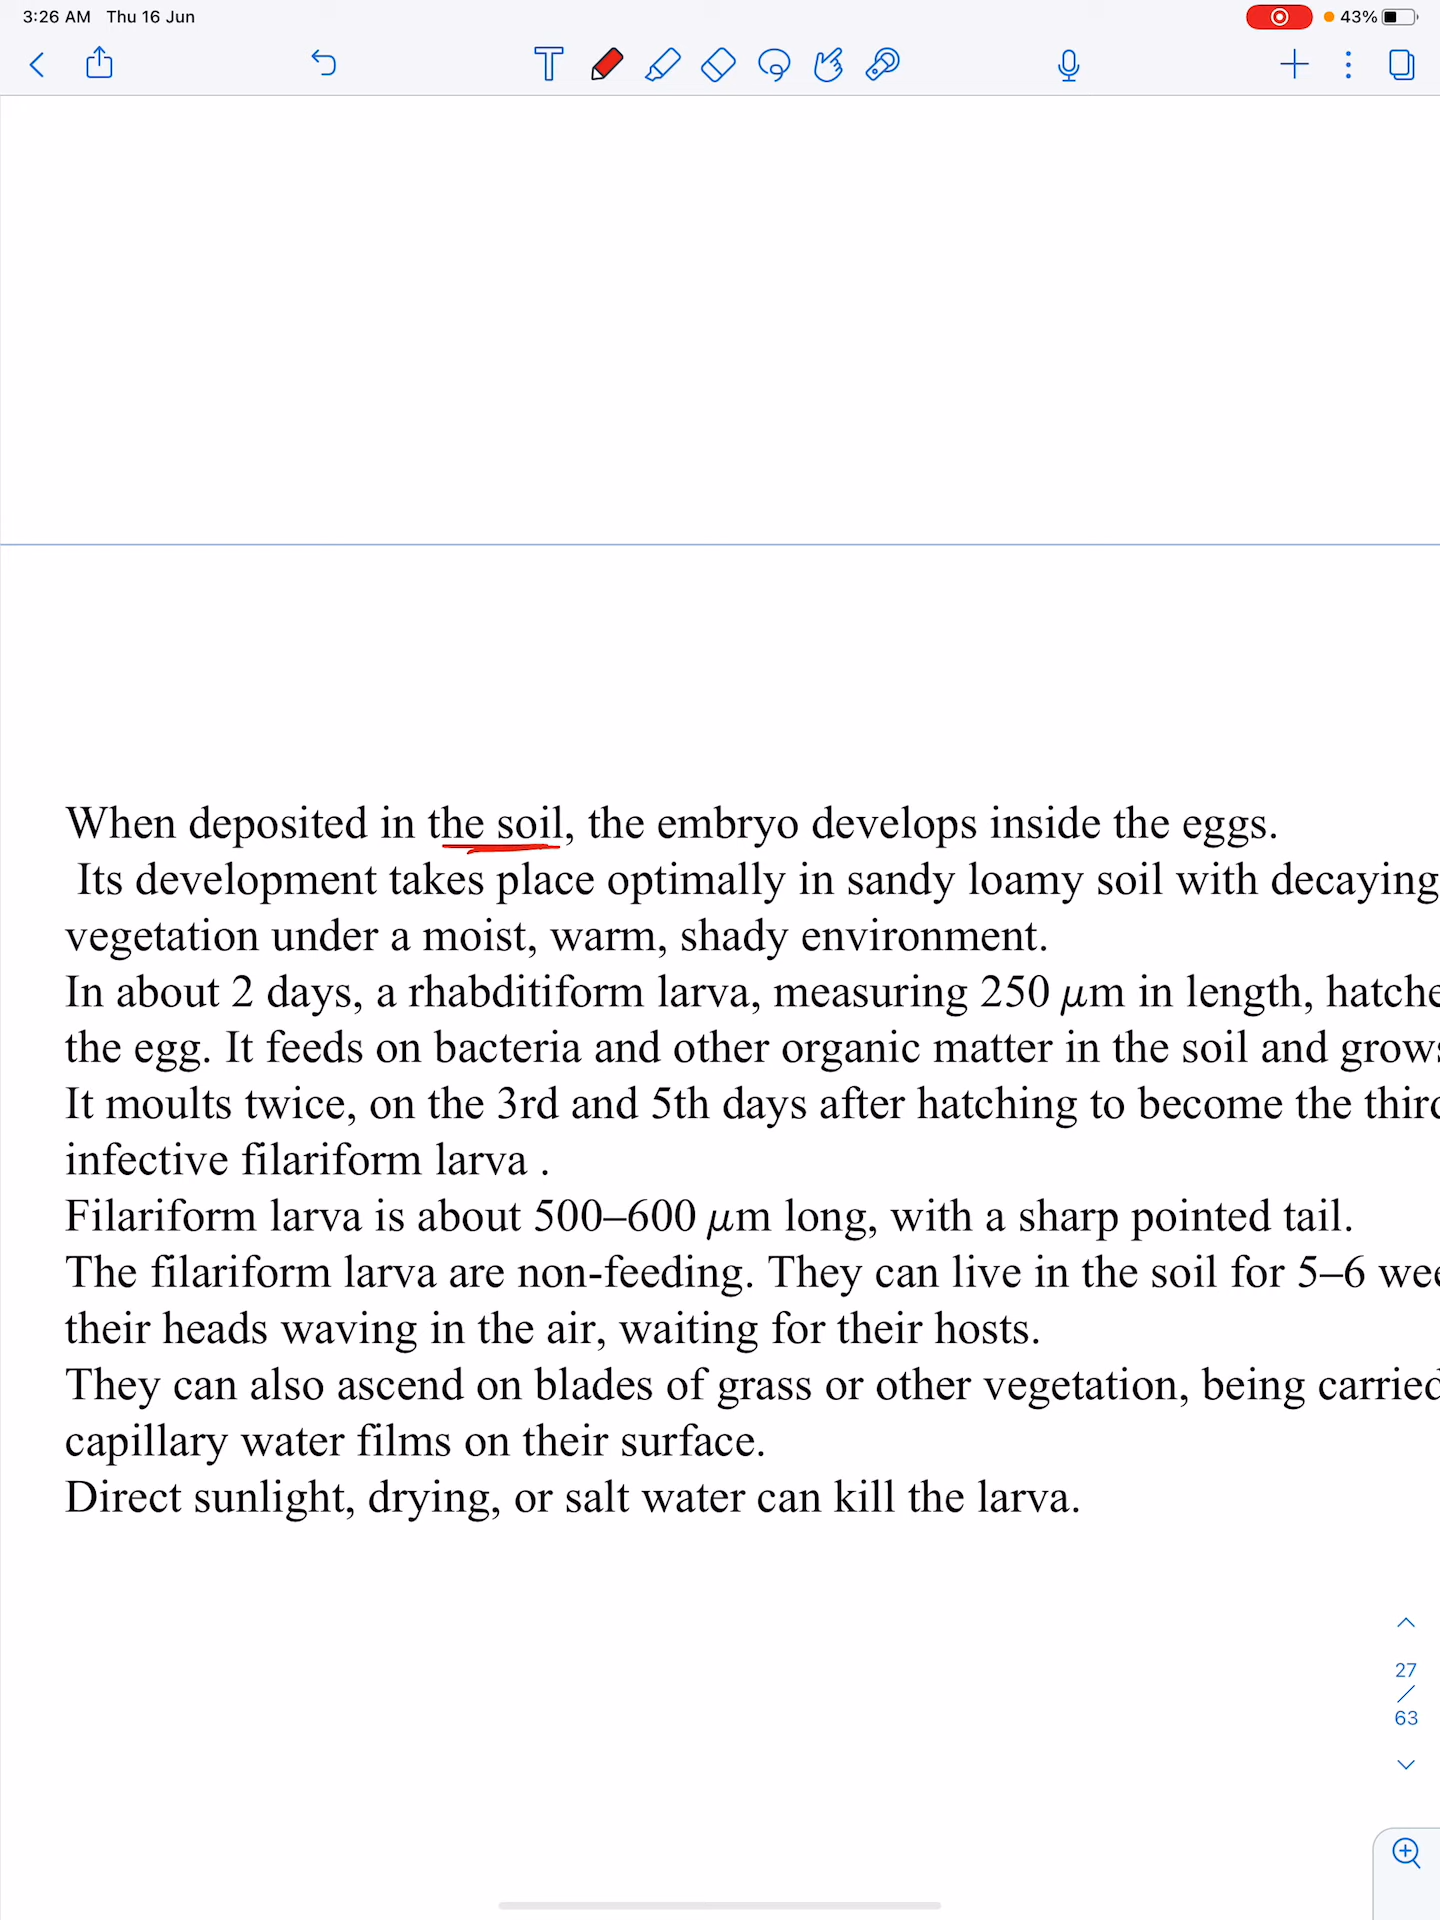 3:26 AM Thu 16 Jun 43%
T
When deposited in the soil, the embryo develops inside the eggs.
Its development takes place optimally in sandy loamy soil with decaying
vegetation under a moist, warm, shady environment.
In about 2 days, a rhabditiform larva, measuring 250 μm in length, hatche
the egg. It feeds on bacteria and other organic matter in the soil and grows
It moults twice, on the 3rd and 5th days after hatching to become the third
infective filariform larva .
Filariform larva is about 500–600 μm long, with a sharp pointed tail.
The filariform larva are non-feeding. They can live in the soil for 5–6 wee
their heads waving in the air, waiting for their hosts.
They can also ascend on blades of grass or other vegetation, being carried
capillary water films on their surface.
Direct sunlight, drying, or salt water can kill the larva.
27
/
63